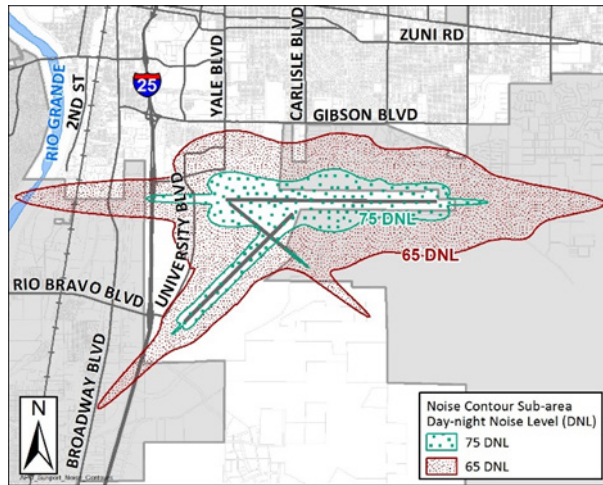 ZUNI RD
CARLISLE BLVD
YALE BLVD
25
2ND ST
RIO GRANDE
GIBSON BLVD
UNIVERSITY BLVD
75 DNL
65 DNL
RIO BRAVO BLVD
BROADWAY BLVD
N
Noise Contour Sub-area
Day-night Noise Level (DNL)
75 DNL
65 DNL